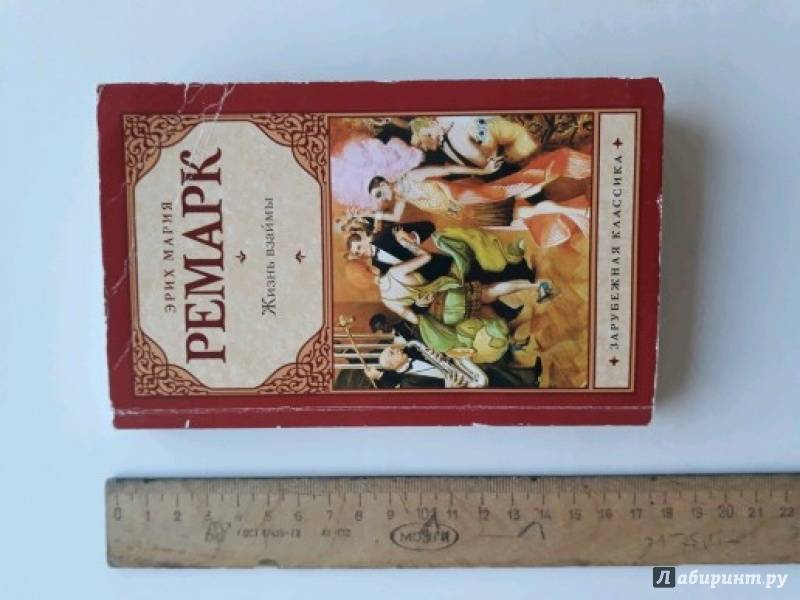 ЭРИХ МАРИЯ
РЕМАРК
Жизнь взаймы
ЗАРУБЕЖНАЯ КЛАССИКА
0 1 2 3 4 5 6 7 8 9 10 11 12 13 14 15 16 17 18 19 20 21 22
Лабиринт.ру